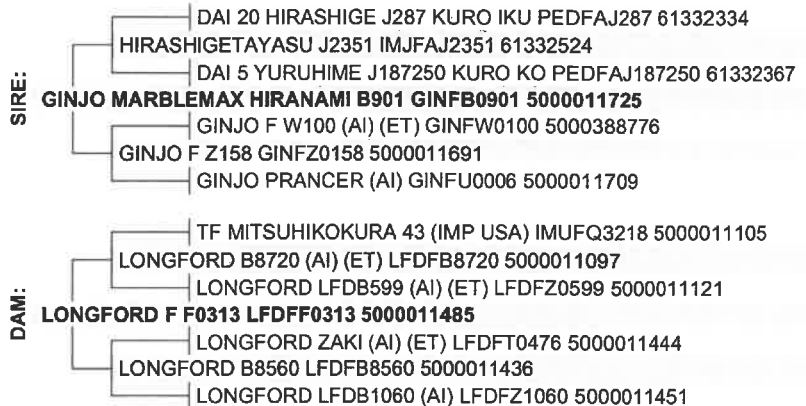 SIRE:
DAI 20 HIRASHIGE J287 KURO IKU PEDFAJ287 61332334
HIRASHIGETAYASU J2351 IMJFAJ2351 61332524
DAI 5 YURUHIME J187250 KURO KO PEDFAJ187250 61332367
GINJO MARBLEMAX HIRANAMI B901 GINFB0901 5000011725
GINJO F W100 (AI) (ET) GINFW0100 5000388776
GINJO F Z158 GINFZ0158 5000011691
GINJO PRANCER (AI) GINFU0006 5000011709
DAM:
TF MITSUHIKOKURA 43 (IMP USA) IMUFQ3218 5000011105
LONGFORD B8720 (AI) (ET) LFDFB8720 5000011097
LONGFORD LFDB599 (AI) (ET) LFDFZ0599 5000011121
LONGFORD F F0313 LFDFF0313 5000011485
LONGFORD ZAKI (AI) (ET) LFDFT0476 5000011444
LONGFORD B8560 LFDFB8560 5000011436
LONGFORD LFDB1060 (AI) LFDFZ1060 5000011451